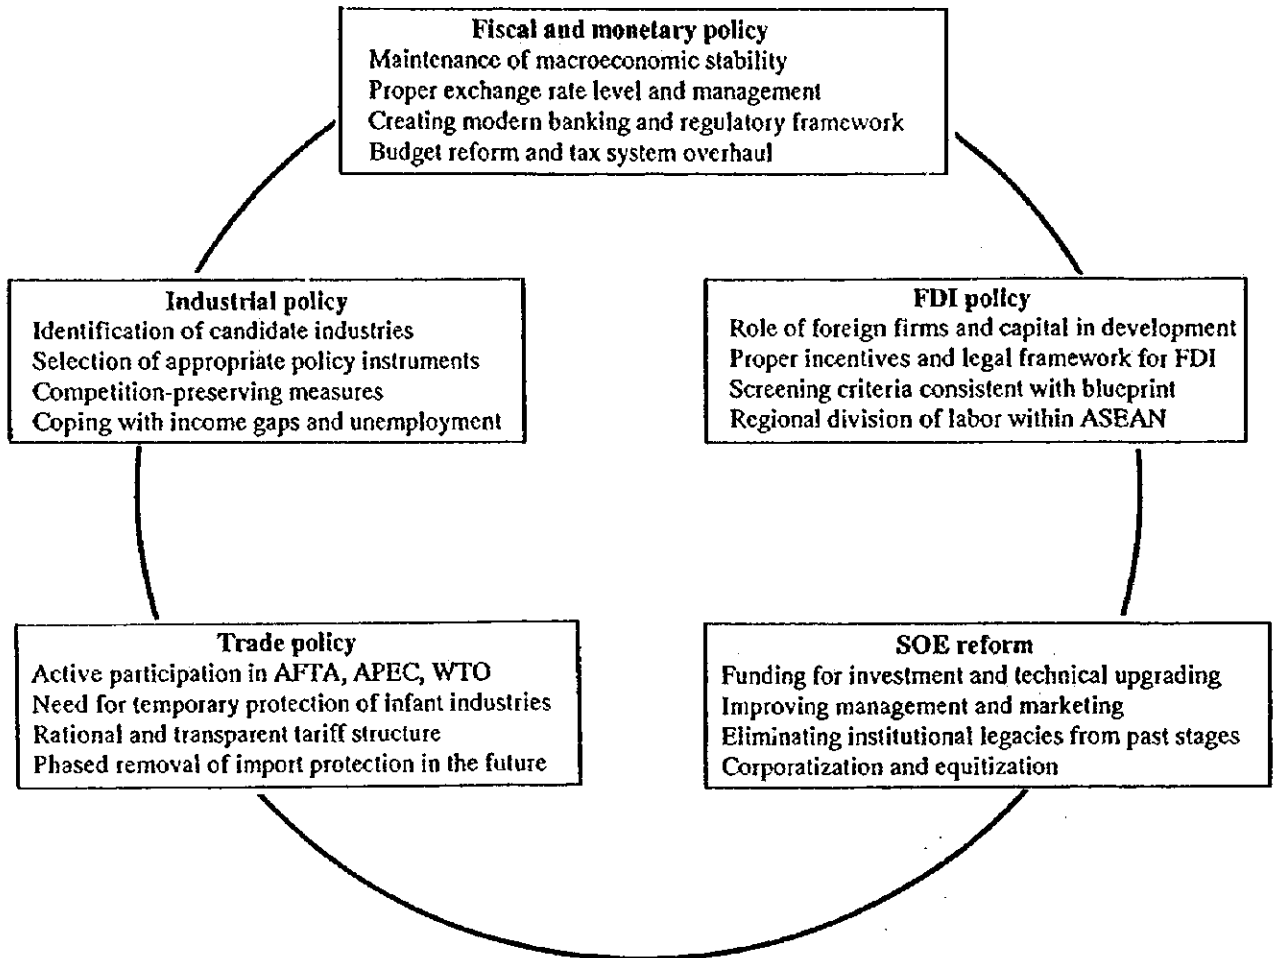 Fiscal and monetary policy
Maintenance of macroeconomic stability
Proper exchange rate level and management
Creating modern banking and regulatory framework
Budget reform and tax system overhaul
Industrial policy
Identification of candidate industries
Selection of appropriate policy instruments
Competition-preserving measures
Coping with income gaps and unemployment
FDI policy
Role of foreign firms and capital in development
Proper incentives and legal framework for FDI
Screening criteria consistent with blueprint
Regional division of labor within ASEAN
Trade policy
Active participation in AFTA, APEC, WTO
Need for temporary protection of infant industries
Rational and transparent tariff structure
Phased removal of import protection in the future
SOE reform
Funding for investment and technical upgrading
Improving management and marketing
Eliminating institutional legacies from past stages
Corporatization and equitization